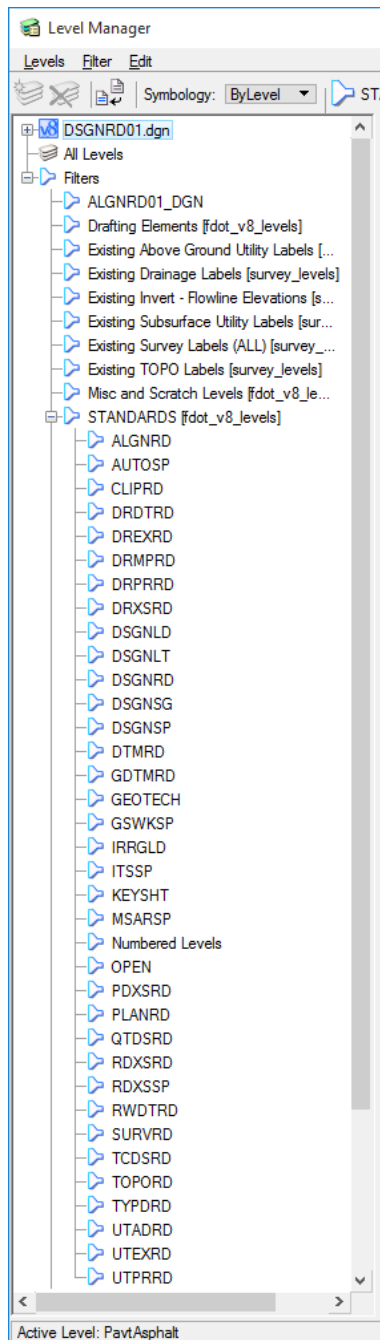 Level Manager
Levels Filter Edit
Symbology: ByLevel STA
v8 DSGNRD01.dgn
All Levels
Filters
ALGNRD01_DGN
Drafting Elements [fdot_v8_levels]
Existing Above Ground Utility Labels [...
Existing Drainage Labels [survey_levels]
Existing Invert - Flowline Elevations [s...
Existing Subsurface Utility Labels [sur...
Existing Survey Labels (ALL) [survey_...
Existing TOPO Labels [survey_levels]
Misc and Scratch Levels [fdot_v8_le...
STANDARDS [fdot_v8_levels]
ALGNRD
AUTOSP
CLIPRD
DRDTRD
DREXRD
DRMPRD
DRPRRD
DRXSRD
DSGNLD
DSGNLT
DSGNRD
DSGNSG
DSGNSP
DTMRD
GDTMRD
GEOTECH
GSWKSP
IRRGLD
ITSSP
KEYSHT
MSARSP
Numbered Levels
OPEN
PDXSRD
PLANRD
QTDSRD
RDXSRD
RDXSSP
RWDTRD
SURVRD
TCDSRD
TOPORD
TYPDRD
UTADRD
UTEXRD
UTPRRD
Active Level: PavtAsphalt